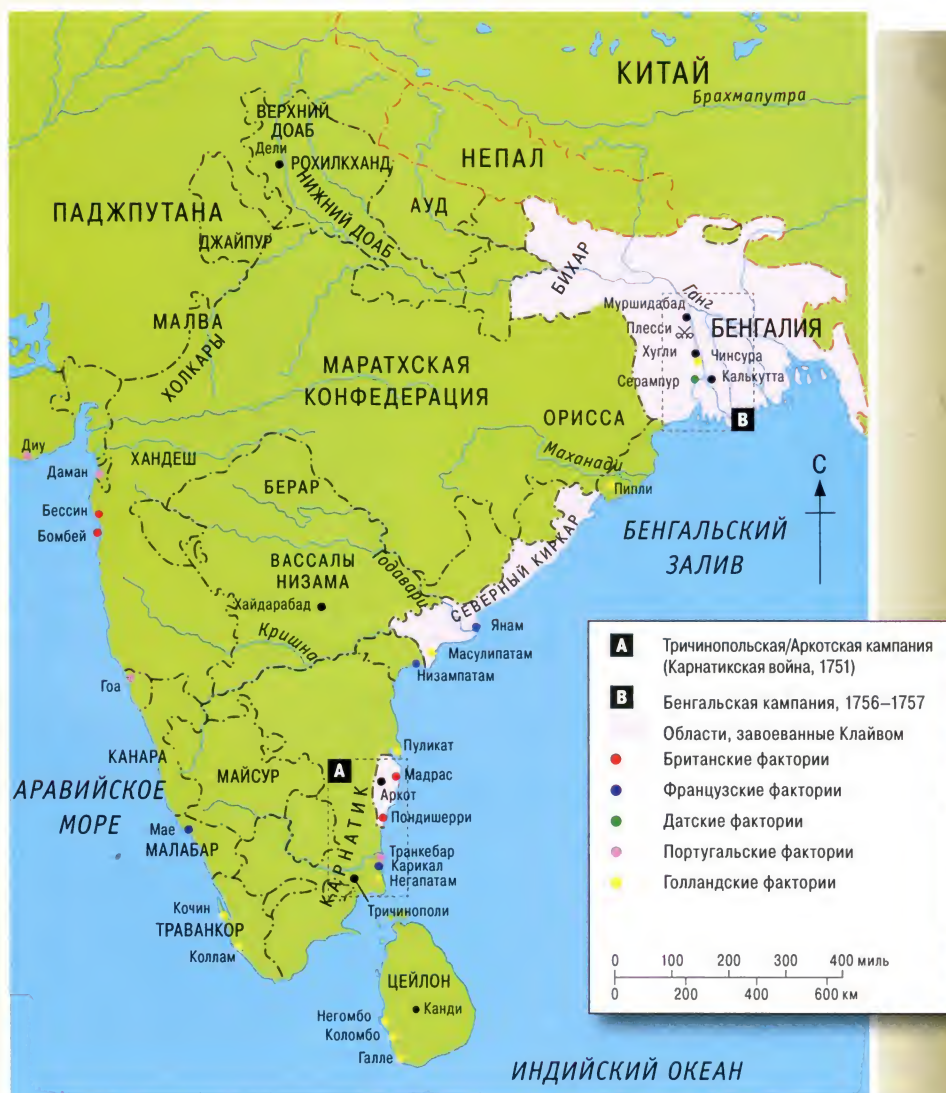 КИТАЙ
Брахмапутра
ВЕРХНИЙ
ДОАБ
Дели
РОХИЛКХАНД
НЕПАЛ
НИЖНИЙ ДОАБ
АУД
ПАДЖПУТАНА
ДЖАЙПУР
БИХАР
Ганг
Муршидабад
Плесси
БЕНГАЛИЯ
Хугли
Чинсура
Серампур
Калькутта
B
МАЛВА
ХОЛКАРЫ
МАРАТХСКАЯ
КОНФЕДЕРАЦИЯ
ОРИССА
Маханади
Пипли
С
Диу
ХАНДЕШ
Даман
БЕРАР
Бессин
Бомбей
БЕНГАЛЬСКИЙ
ЗАЛИВ
ВАССАЛЫ
НИЗАМА
Годавари
СЕВЕРНЫЙ КИРКАР
Хайдарабад
Янам
Кришна
Масулипатам
Низампатам
Гоа
КАНАРА
Пуликат
A
МАЙСУР
Мадрас
Аркот
АРАВИЙСКОЕ
МОРЕ
КАРНАТИК
Пондишерри
Мае
МАЛАБАР
Транкебар
Карикал
Негапатам
Кочин
ТРАВАНКОР
Тричинополи
Коллам
ЦЕЙЛОН
Канди
Негомбо
Коломбо
Галле
ИНДИЙСКИЙ ОКЕАН
A Тричинопольская/Аркотская кампания
(Карнатикская война, 1751)
B Бенгальская кампания, 1756–1757
Области, завоеванные Клайвом
Британские фактории
Французские фактории
Датские фактории
Португальские фактории
Голландские фактории
0 100 200 300 400 миль
0 200 400 600 км